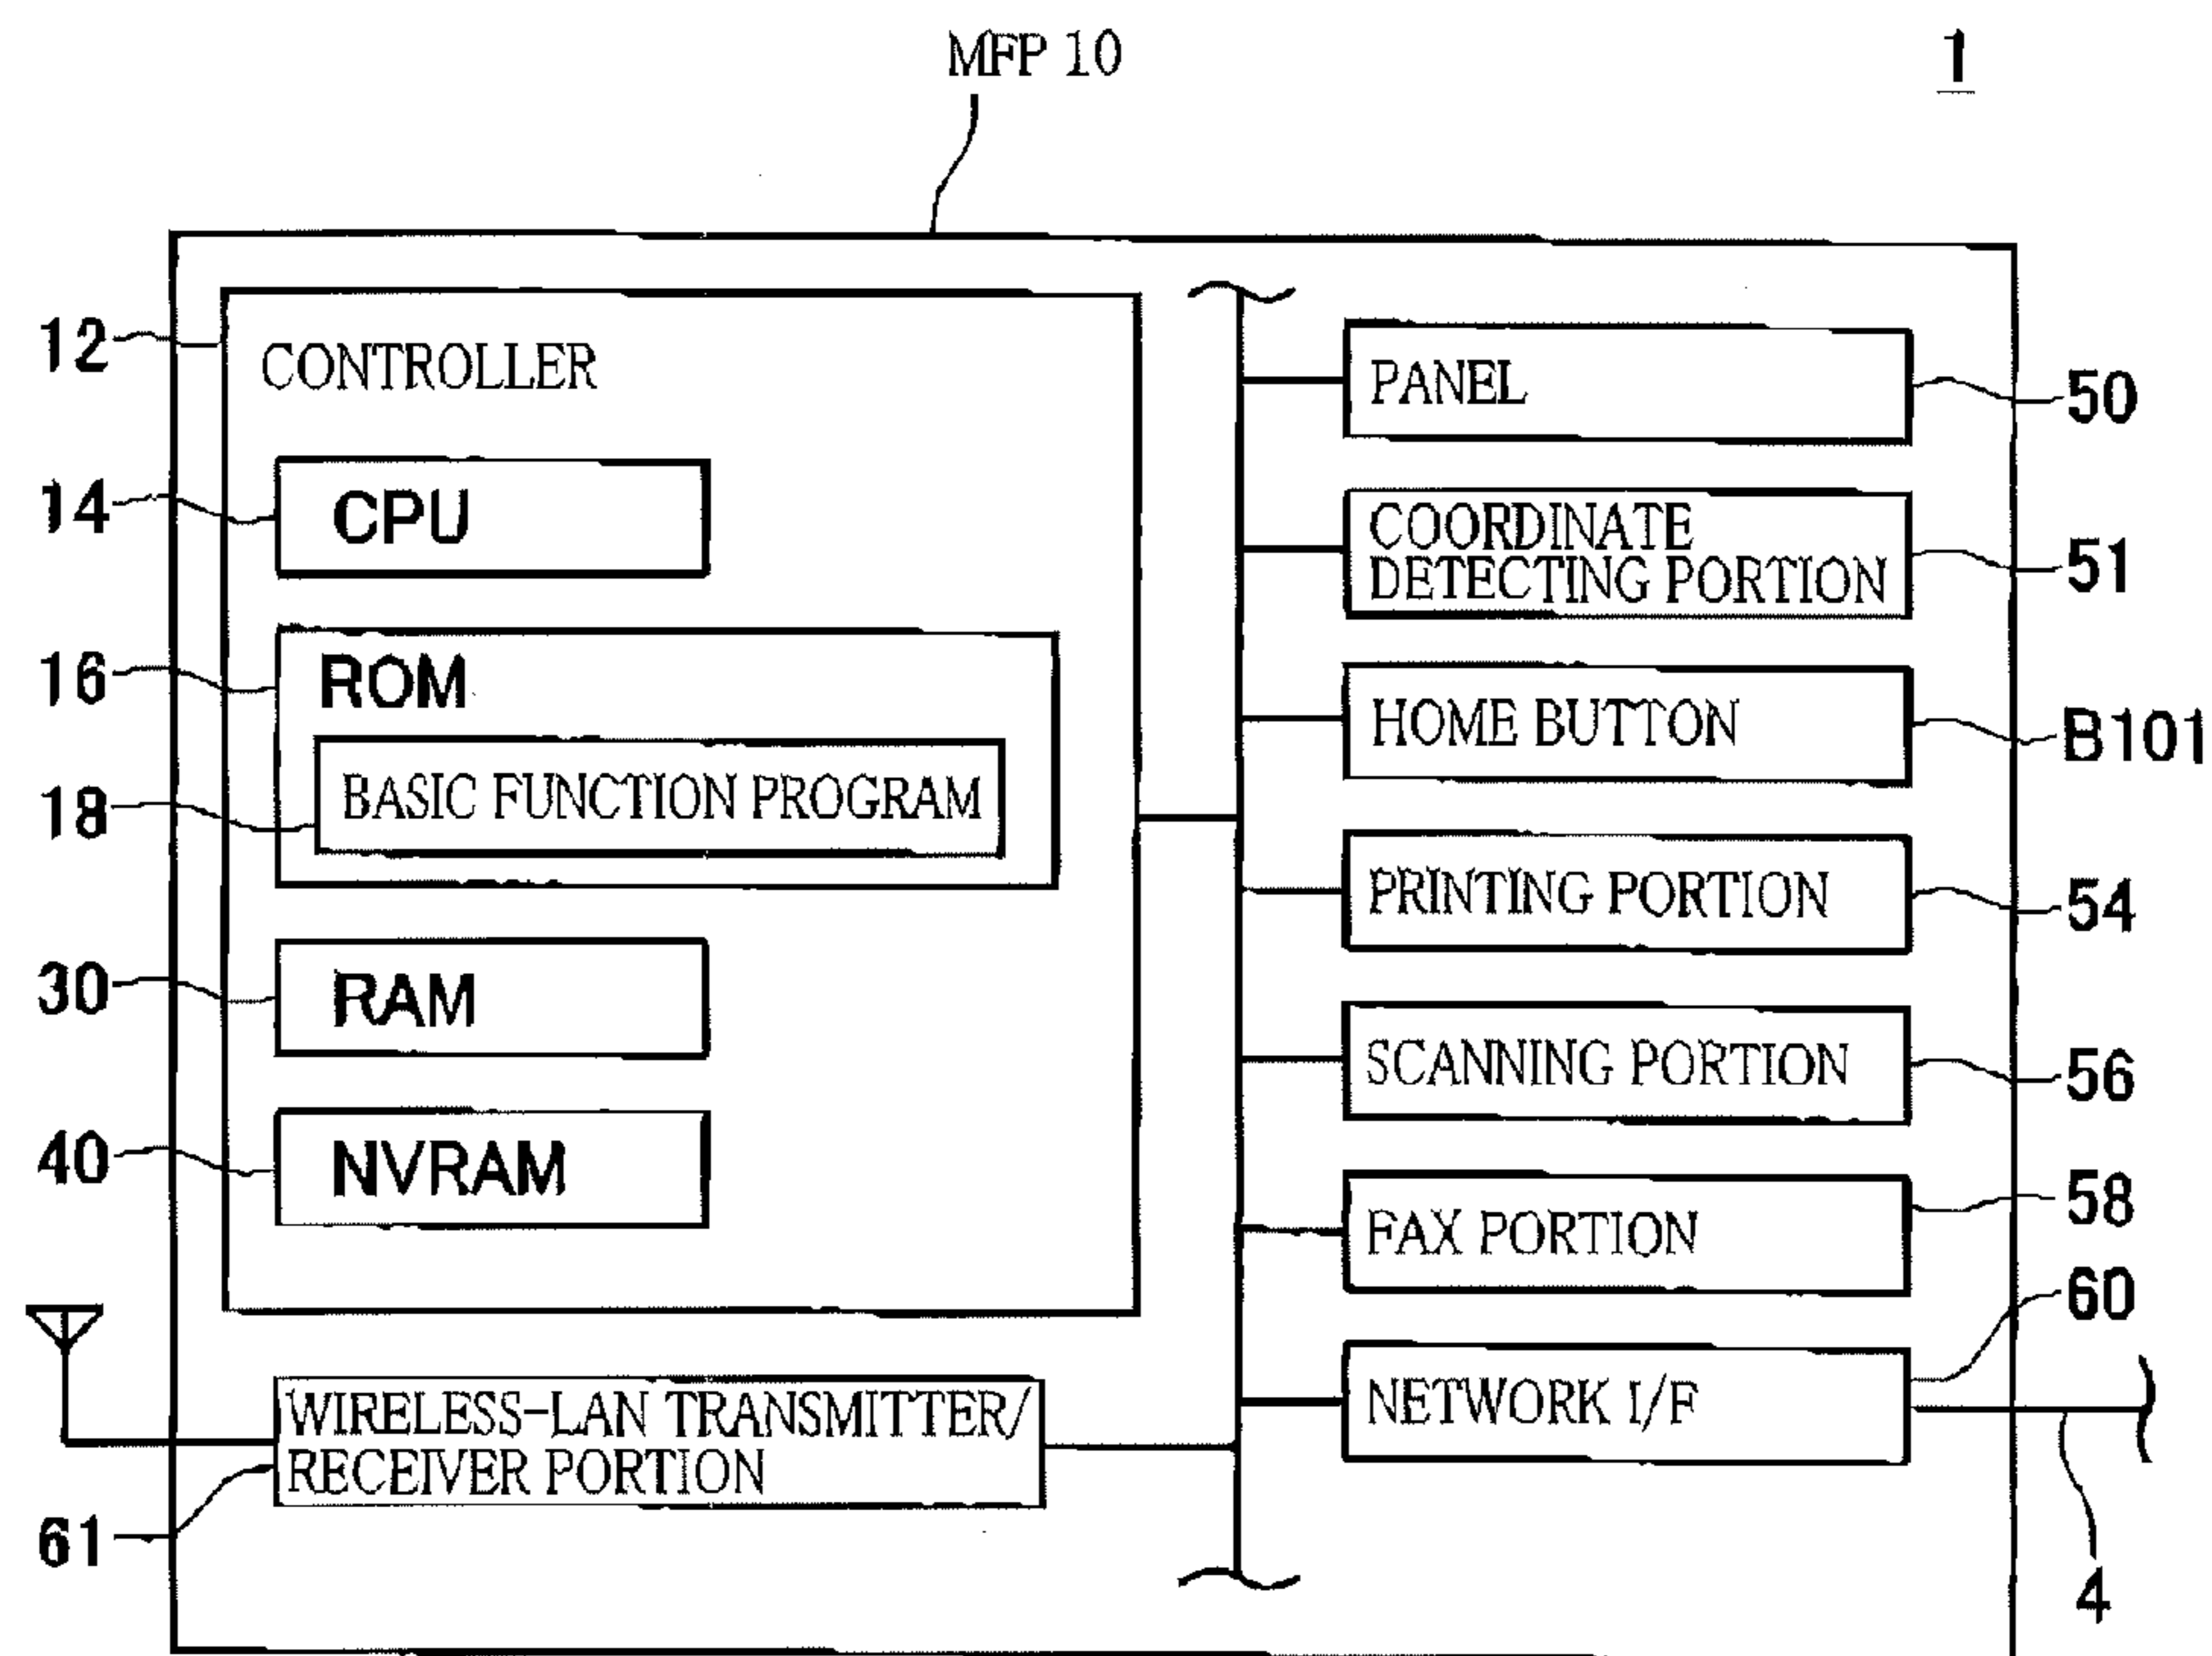 MFP 10
1
12
CONTROLLER
14
CPU
16
ROM
18
BASIC FUNCTION PROGRAM
30
RAM
40
NVRAM
WIRELESS-LAN TRANSMITTER/
RECEIVER PORTION
61
PANEL
50
COORDINATE
DETECTING PORTION
51
HOME BUTTON
B101
PRINTING PORTION
54
SCANNING PORTION
56
FAX PORTION
58
NETWORK I/F
60
4